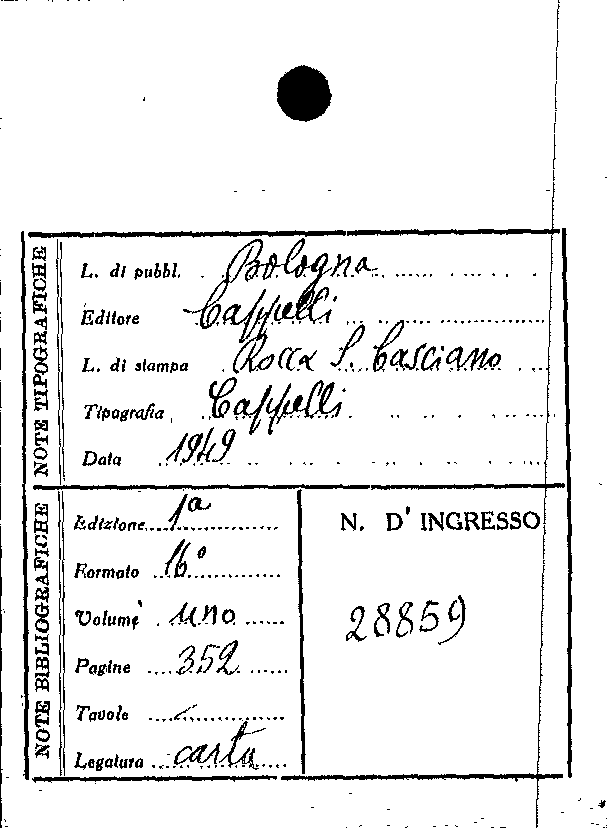 NOTE TIPOGRAFICHE
L. di pubbl. Bologna
Editore Cappelli
L. di stampa Rocca S. Casciano
Tipografia Cappelli
Data 1949
NOTE BIBLIOGRAFICHE
Edizione 1ª
Formato 16°
Volume uno
Pagine 352
Tavole /
Legatura carta
N. D'INGRESSO
28859